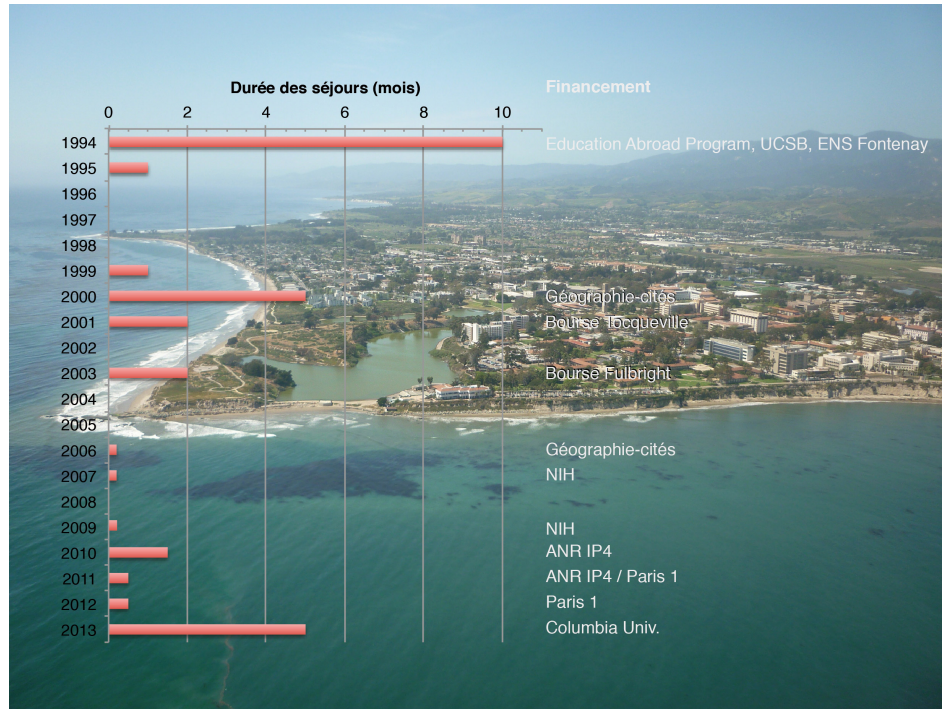 Durée des séjours (mois)
Financement
0 2 4 6 8 10
1994 Education Abroad Program, UCSB, ENS Fontenay
1995
1996
1997
1998
1999
2000 Géographie-cités
2001 Bourse Tocqueville
2002
2003 Bourse Fulbright
2004
2005
2006 Géographie-cités
2007 NIH
2008
2009 NIH
2010 ANR IP4
2011 ANR IP4 / Paris 1
2012 Paris 1
2013 Columbia Univ.